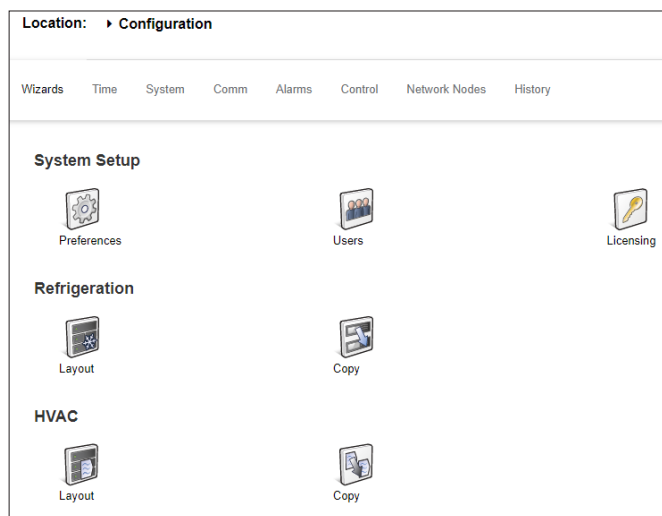 Location: Configuration
Wizards Time System Comm Alarms Control Network Nodes History
System Setup
Preferences Users Licensing
Refrigeration
Layout Copy
HVAC
Layout Copy